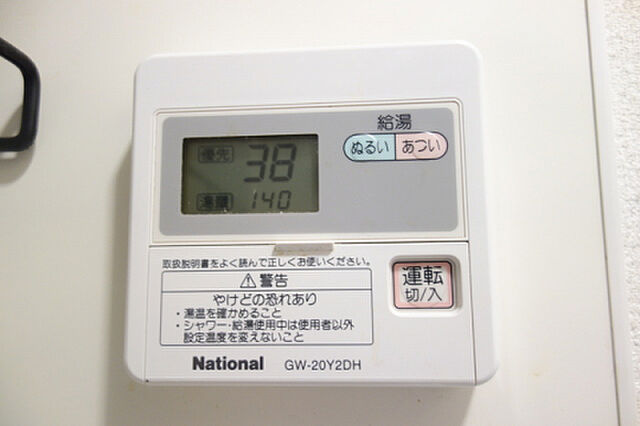 給湯
優先 38
ぬるい あつい
湯量 140
取扱説明書をよく読んで正しくお使いください。
⚠警告
やけどの恐れあり
・湯温を確かめること
・シャワー・給湯使用中は使用者以外
設定温度を変えないこと
運転
切/入
National GW-20Y2DH